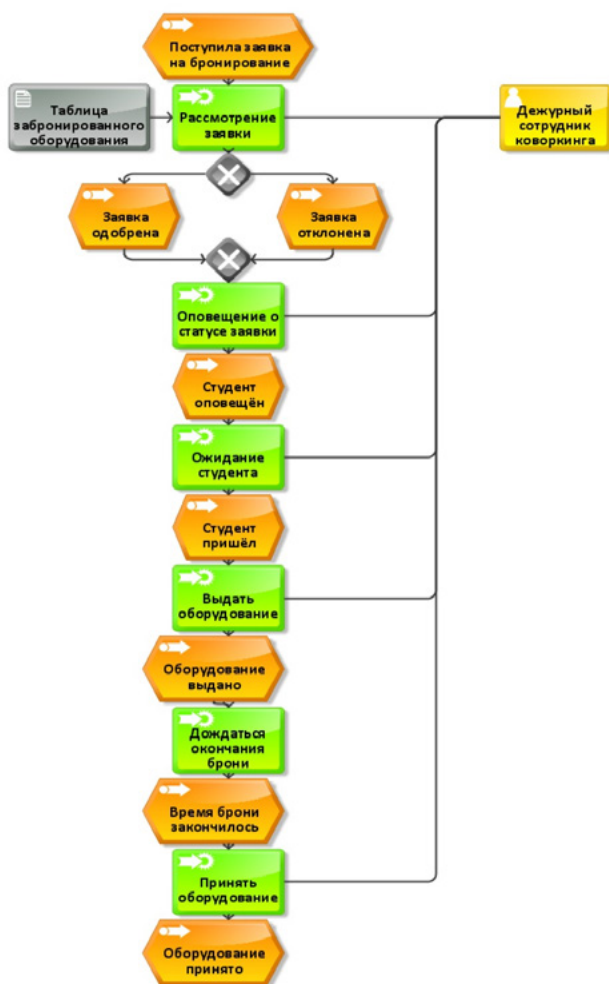 Поступила заявка
на бронирование
Таблица
забронированного
оборудования
Рассмотрение
заявки
Дежурный
сотрудник
коворкинга
Заявка
одобрена
Заявка
отклонена
Оповещение о
статусе заявки
Студент
оповещён
Ожидание
студента
Студент
пришёл
Выдать
оборудование
Оборудование
выдано
Дождаться
окончания
брони
Время брони
закончилось
Принять
оборудование
Оборудование
принято